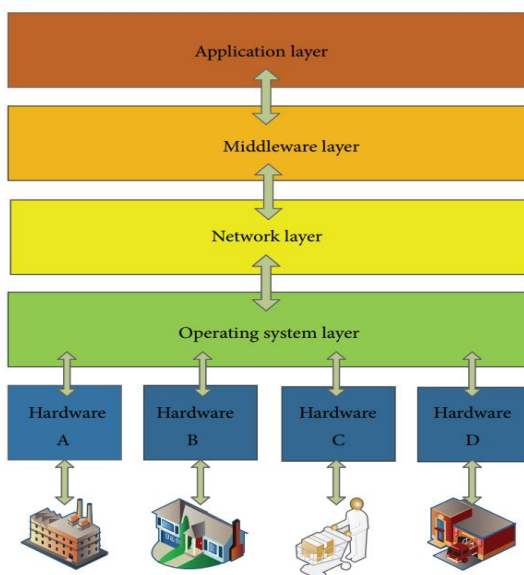 Application layer
Middleware layer
Network layer
Operating system layer
Hardware
A
Hardware
B
Hardware
C
Hardware
D